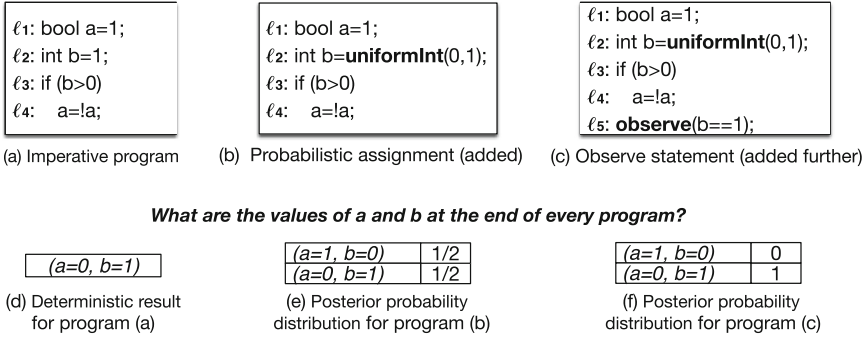 ℓ1: bool a=1;
ℓ2: int b=1;
ℓ3: if (b>0)
ℓ4: a=!a;
(a) Imperative program
ℓ1: bool a=1;
ℓ2: int b=uniformInt(0,1);
ℓ3: if (b>0)
ℓ4: a=!a;
(b) Probabilistic assignment (added)
ℓ1: bool a=1;
ℓ2: int b=uniformInt(0,1);
ℓ3: if (b>0)
ℓ4: a=!a;
ℓ5: observe(b==1);
(c) Observe statement (added further)
What are the values of a and b at the end of every program?
(a=0, b=1)
(d) Deterministic result
for program (a)
(a=1, b=0) 1/2
(a=0, b=1) 1/2
(e) Posterior probability
distribution for program (b)
(a=1, b=0) 0
(a=0, b=1) 1
(f) Posterior probability
distribution for program (c)